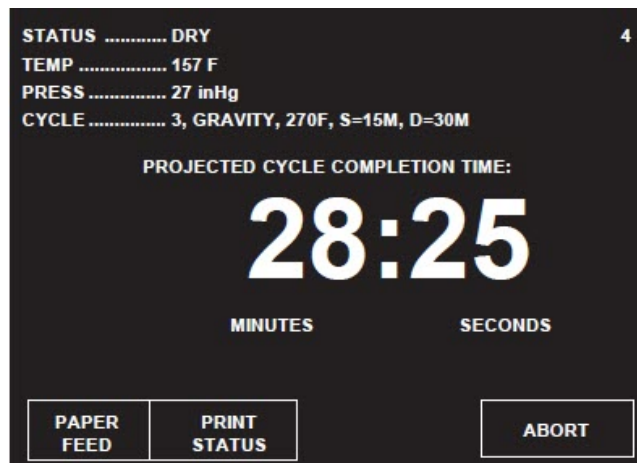 STATUS ............ DRY 4
TEMP ................. 157 F
PRESS ............... 27 inHg
CYCLE ............... 3, GRAVITY, 270F, S=15M, D=30M
PROJECTED CYCLE COMPLETION TIME:
28:25
MINUTES SECONDS
PAPER FEED
PRINT STATUS
ABORT